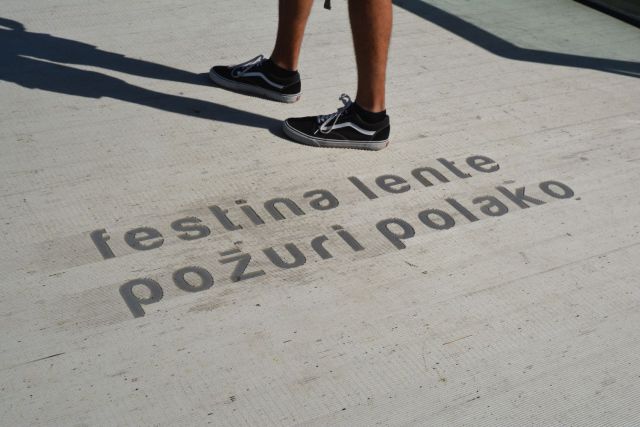 festina lente
požuri polako.